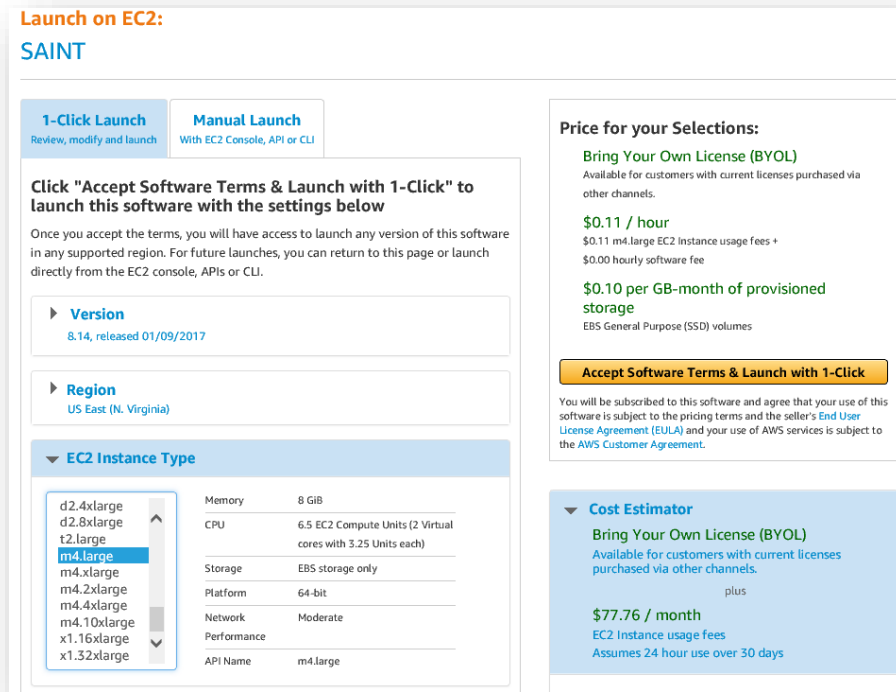 Launch on EC2:
SAINT
1-Click Launch
Review, modify and launch
Manual Launch
With EC2 Console, API or CLI
Click "Accept Software Terms & Launch with 1-Click" to
launch this software with the settings below
Once you accept the terms, you will have access to launch any version of this software
in any supported region. For future launches, you can return to this page or launch
directly from the EC2 console, APIs or CLI.
Version
8.14, released 01/09/2017
Region
US East (N. Virginia)
EC2 Instance Type
d2.4xlarge
d2.8xlarge
t2.large
m4.large
m4.xlarge
m4.2xlarge
m4.4xlarge
m4.10xlarge
x1.16xlarge
x1.32xlarge
Memory 8 GiB
CPU 6.5 EC2 Compute Units (2 Virtual
cores with 3.25 Units each)
Storage EBS storage only
Platform 64-bit
Network Moderate
Performance
API Name m4.large
Price for your Selections:
Bring Your Own License (BYOL)
Available for customers with current licenses purchased via
other channels.
$0.11 / hour
$0.11 m4.large EC2 Instance usage fees +
$0.00 hourly software fee
$0.10 per GB-month of provisioned
storage
EBS General Purpose (SSD) volumes
Accept Software Terms & Launch with 1-Click
You will be subscribed to this software and agree that your use of this
software is subject to the pricing terms and the seller's End User
License Agreement (EULA) and your use of AWS services is subject to
the AWS Customer Agreement.
Cost Estimator
Bring Your Own License (BYOL)
Available for customers with current licenses
purchased via other channels.
plus
$77.76 / month
EC2 Instance usage fees
Assumes 24 hour use over 30 days